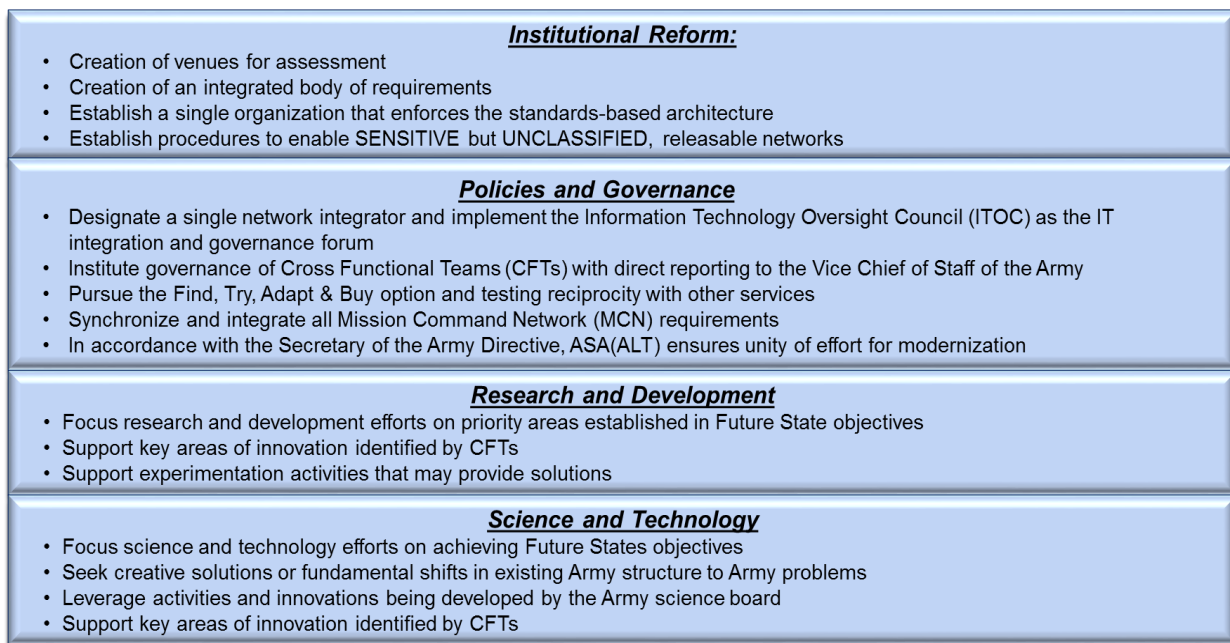 Institutional Reform:
• Creation of venues for assessment
• Creation of an integrated body of requirements
• Establish a single organization that enforces the standards-based architecture
• Establish procedures to enable SENSITIVE but UNCLASSIFIED, releasable networks
Policies and Governance
• Designate a single network integrator and implement the Information Technology Oversight Council (ITOC) as the IT
integration and governance forum
• Institute governance of Cross Functional Teams (CFTs) with direct reporting to the Vice Chief of Staff of the Army
• Pursue the Find, Try, Adapt & Buy option and testing reciprocity with other services
• Synchronize and integrate all Mission Command Network (MCN) requirements
• In accordance with the Secretary of the Army Directive, ASA(ALT) ensures unity of effort for modernization
Research and Development
• Focus research and development efforts on priority areas established in Future State objectives
• Support key areas of innovation identified by CFTs
• Support experimentation activities that may provide solutions
Science and Technology
• Focus science and technology efforts on achieving Future States objectives
• Seek creative solutions or fundamental shifts in existing Army structure to Army problems
• Leverage activities and innovations being developed by the Army science board
• Support key areas of innovation identified by CFTs